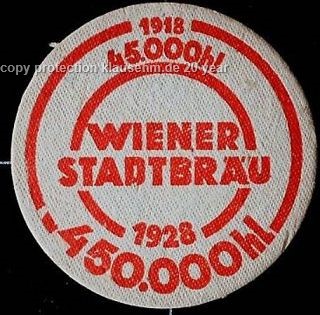 1918
45.000hl
copy protection klausehm.de 20 year
WIENER
STADTBRÄU
1928
450.000hl